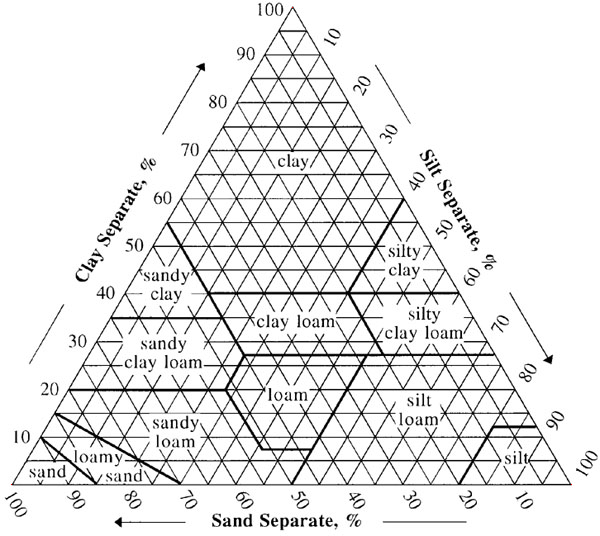 100
90
80
70
60
50
40
30
20
10
Clay Separate, %
10
20
30
40
50
60
70
80
90
100
Silt Separate, %
clay
silty
clay
sandy
clay
clay loam
silty
clay loam
sandy
clay loam
loam
silt
loam
sandy
loam
loamy
sand
sand
silt
100
90
80
70
60
50
40
30
20
10
Sand Separate, %